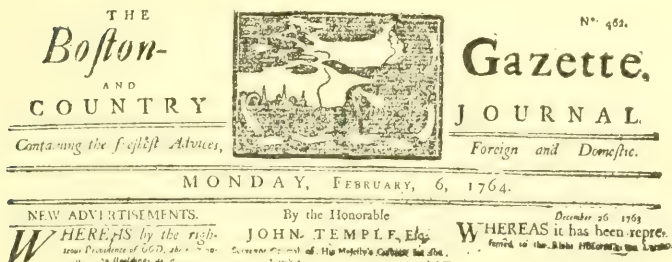 THE
Boſton-
AND
COUNTRY
Containing the freſheſt Advices,
Nº. 462.
Gazette,
JOURNAL.
Foreign and Domeſtic.
MONDAY, FEBRUARY, 6, 1764.
NEW ADVERTISEMENTS.
WHEREAS by the righ-
teous Providence of GOD,
By the Honorable
JOHN TEMPLE, Eſq;
December 26 1763
WHEREAS it has been repre-